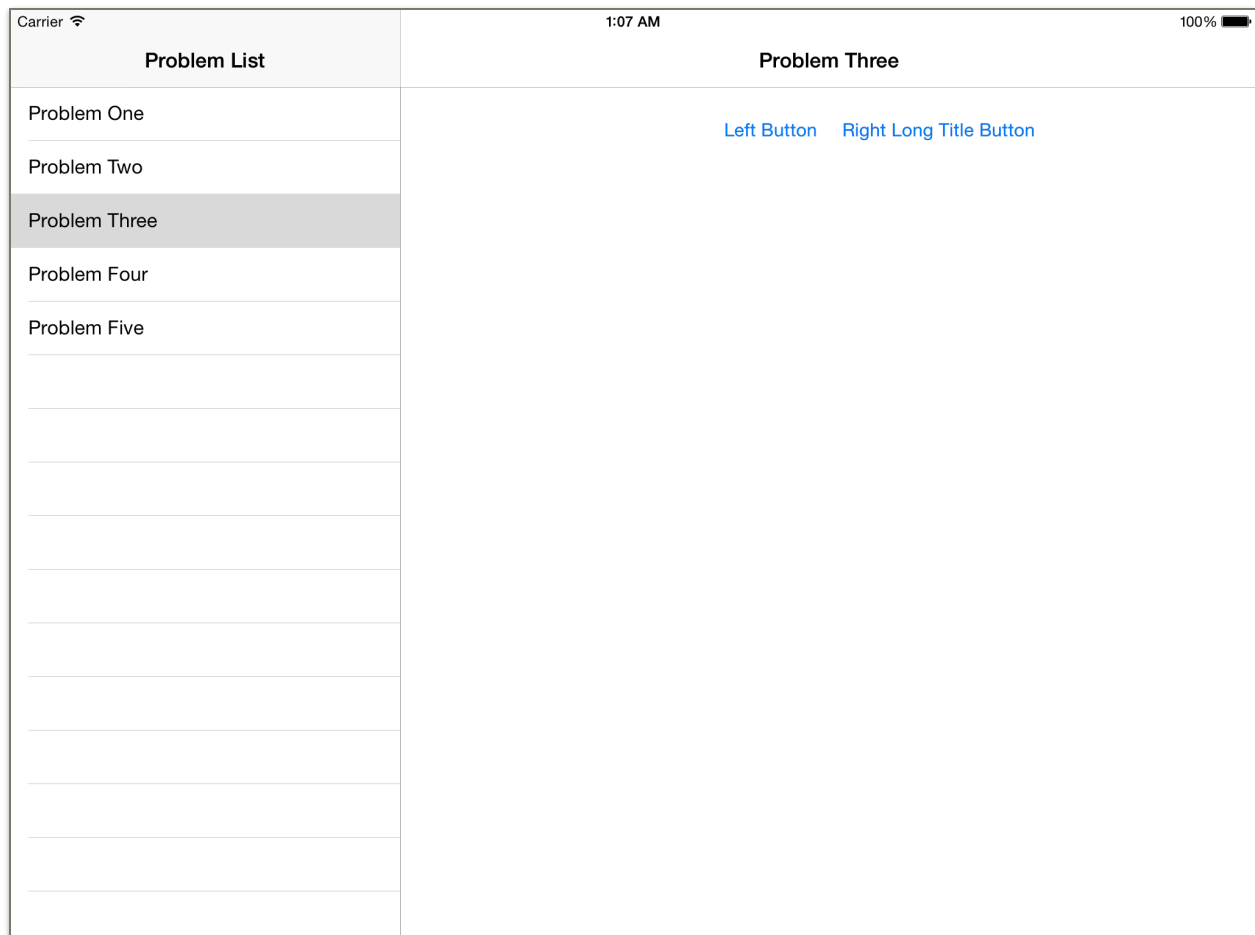 Carrier 1:07 AM 100%
Problem List
Problem Three
Problem One
Problem Two
Problem Three
Problem Four
Problem Five
Left Button Right Long Title Button